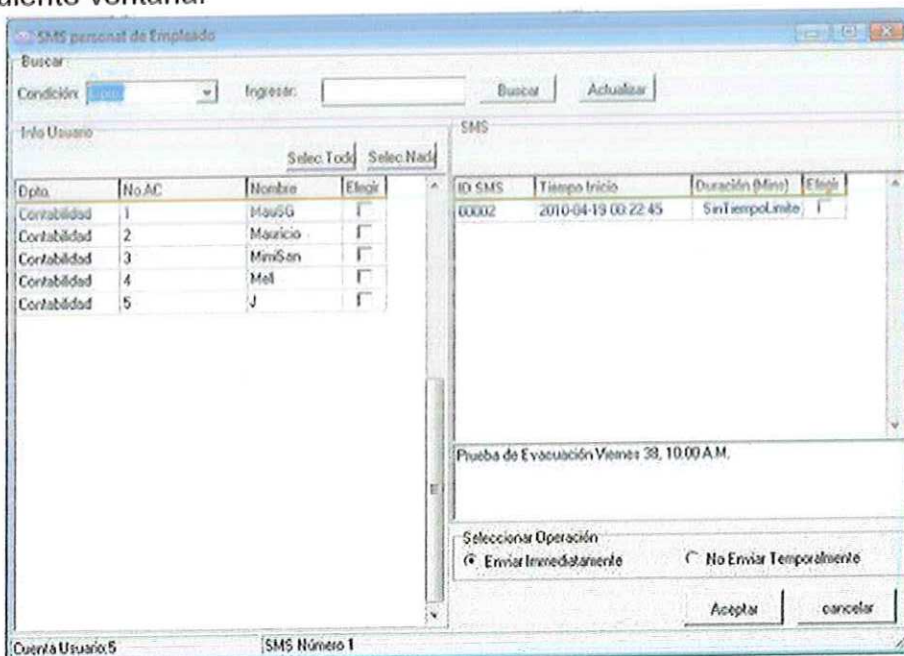 ventana:
SMS personal de Empleado
Buscar
Condición: Ingresar: Buscar Actualizar
Info Usuario
Selec.Todo Selec.Nada
Dpto. No.AC Nombre Elegir
Contabilidad 1 MauSG
Contabilidad 2 Mauricio
Contabilidad 3 MimiSan
Contabilidad 4 Mell
Contabilidad 5 J
SMS
ID SMS Tiempo Inicio Duración (Mins) Elegir
00002 2010-04-19 00:22:45 SinTiempoLimite
Prueba de Evacuación Viernes 38, 10:00 A.M.
Seleccionar Operación
Enviar Immediatamente No Enviar Temporalmente
Aceptar cancelar
Cuenta Usuario:5 SMS Número 1